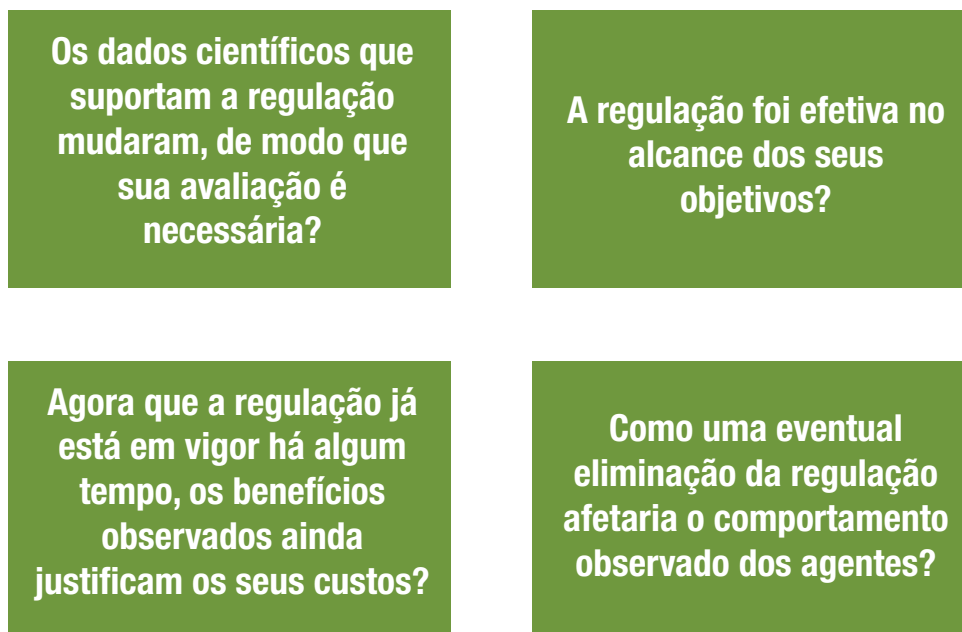 Os dados científicos que
suportam a regulação
mudaram, de modo que
sua avaliação é
necessária?
A regulação foi efetiva no
alcance dos seus
objetivos?
Agora que a regulação já
está em vigor há algum
tempo, os benefícios
observados ainda
justificam os seus custos?
Como uma eventual
eliminação da regulação
afetaria o comportamento
observado dos agentes?